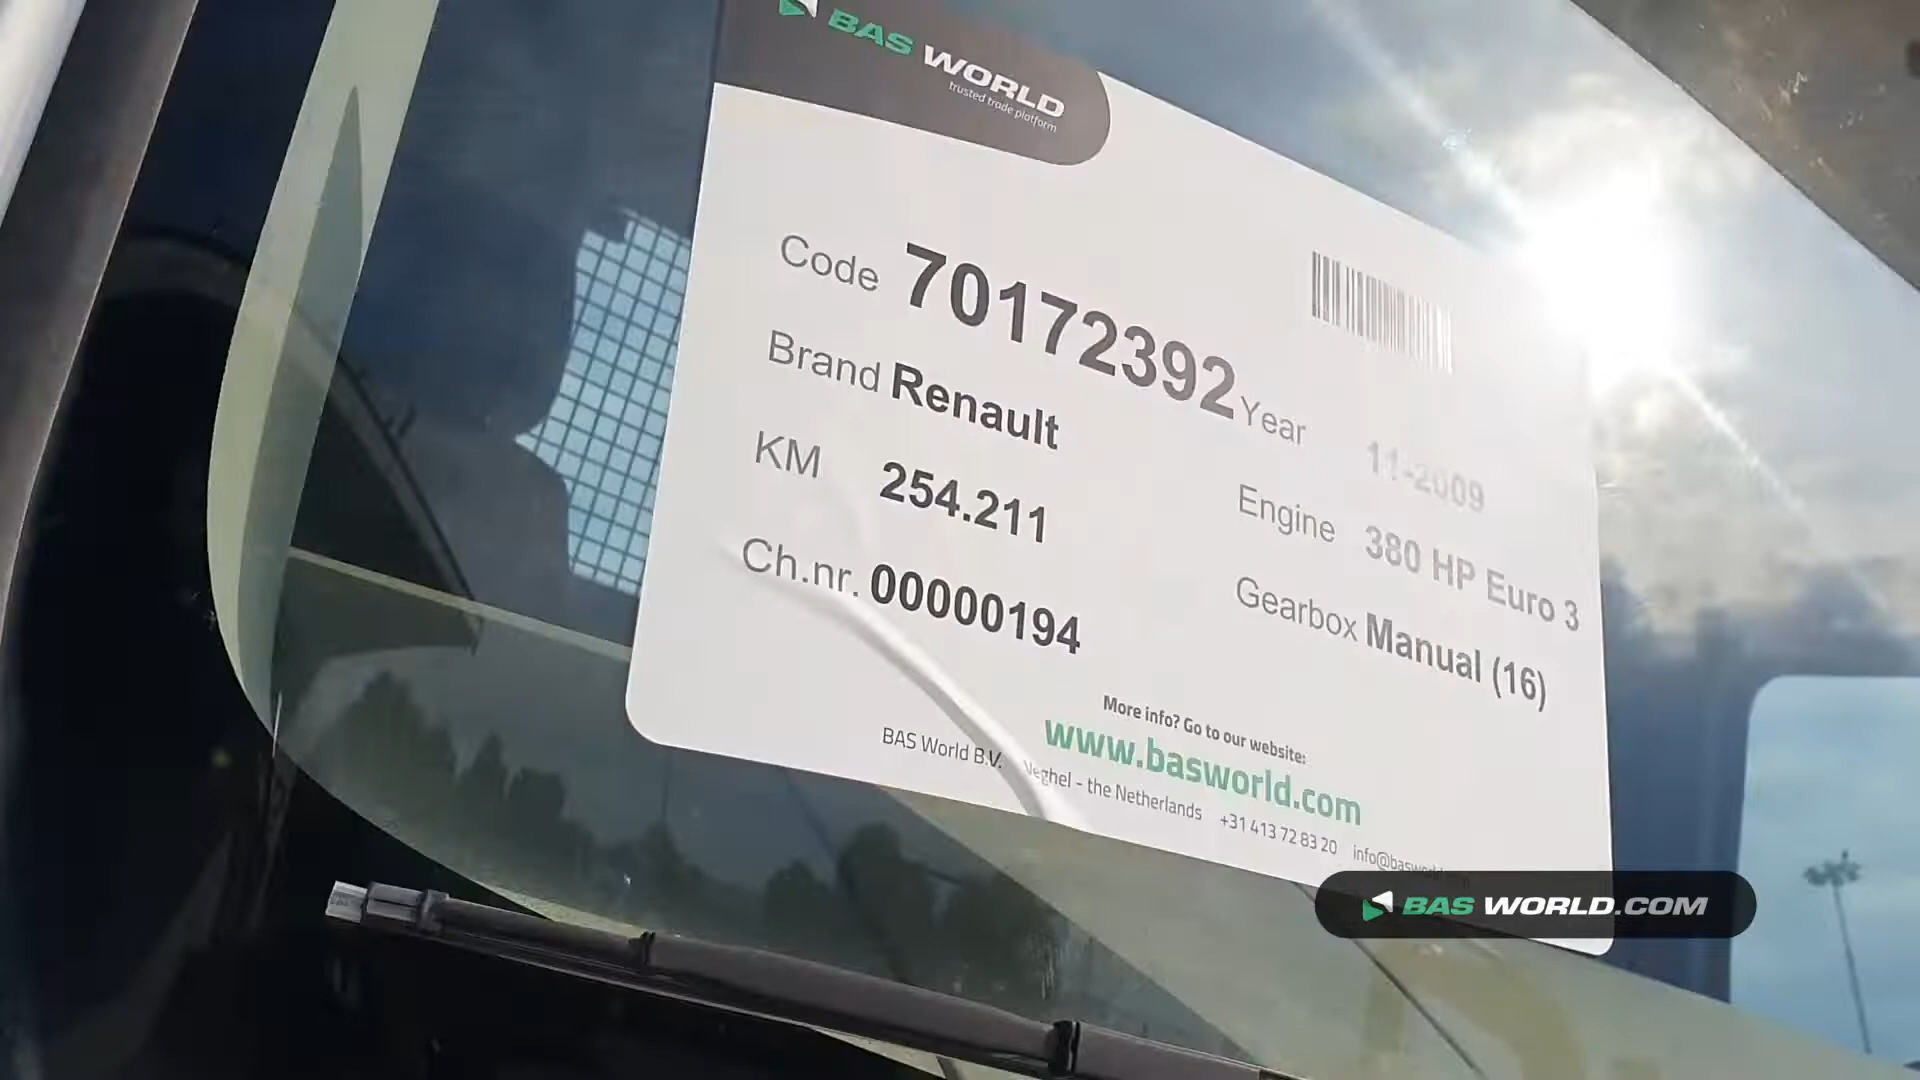 BAS WORLD
trusted trade platform
Code 70172392
Brand Renault
KM 254.211
Ch.nr. 00000194
Year 11-2009
Engine 380 HP Euro 3
Gearbox Manual (16)
More info? Go to our website:
www.basworld.com
BAS World B.V. Veghel - the Netherlands +31 413 72 83 20
BAS WORLD.COM